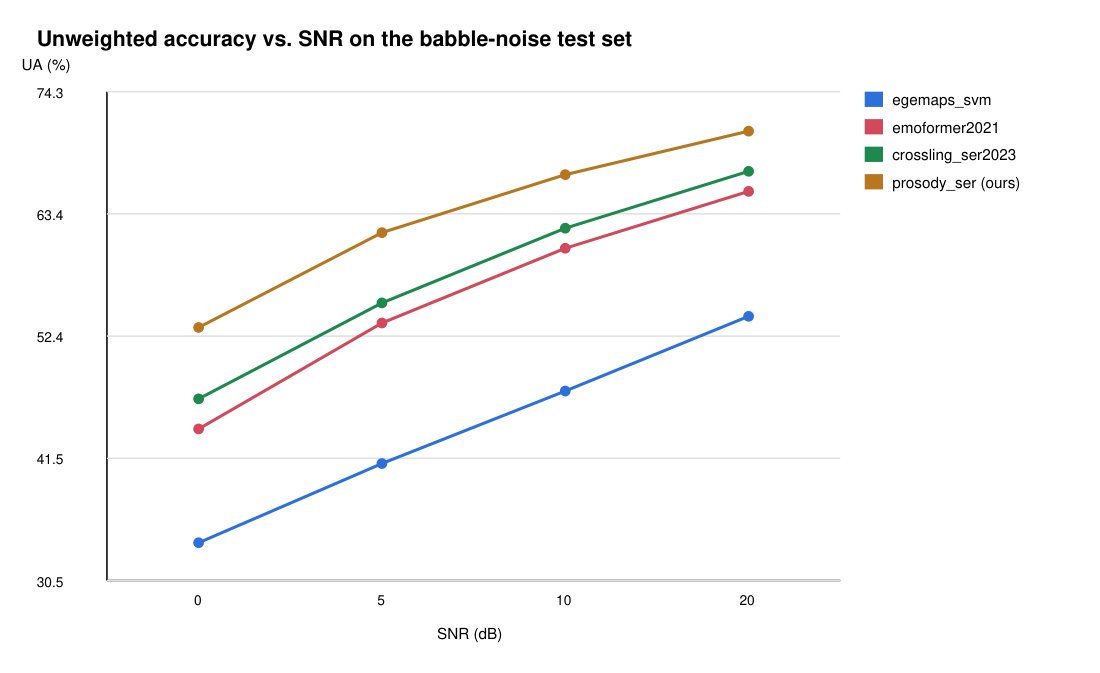 Unweighted accuracy vs. SNR on the babble-noise test set
UA (%)
74.3
63.4
52.4
41.5
30.5
0 5 10 20
SNR (dB)
egemaps_svm
emoformer2021
crossling_ser2023
prosody_ser (ours)